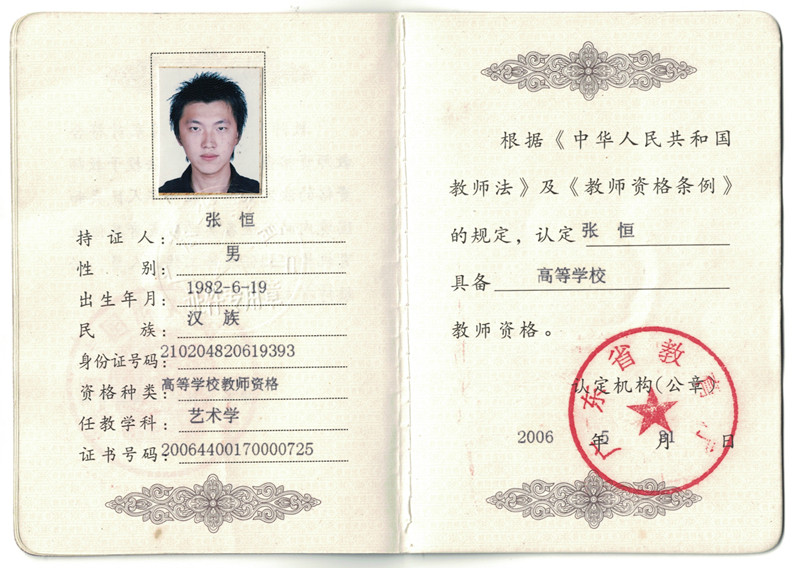 持证人: 张 恒
性 别: 男
出生年月: 1982-6-19
民 族: 汉 族
身份证号码: 210204820619393
资格种类: 高等学校教师资格
任教学科: 艺术学
证书号码: 20064400170000725
根据《中华人民共和国
教师法》及《教师资格条例》
的规定，认定 张 恒
具备 高等学校
教师资格。
广东省教育厅
认定机构(公章
2006 年 5 月 31 日